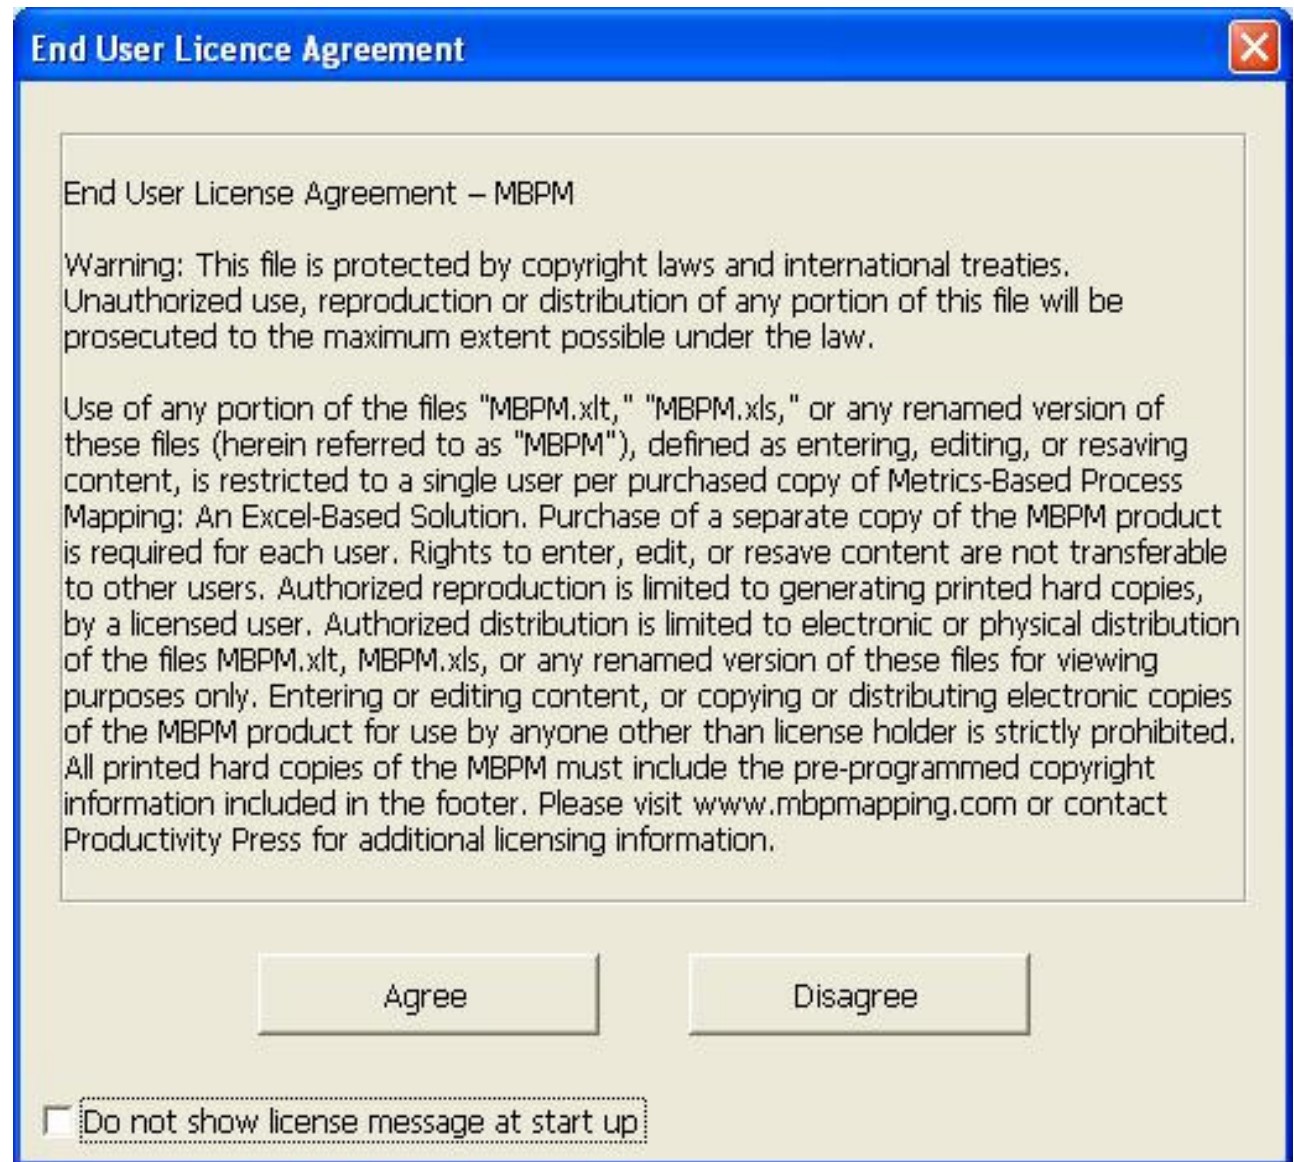 End User Licence Agreement
End User License Agreement – MBPM
Warning: This file is protected by copyright laws and international treaties.
Unauthorized use, reproduction or distribution of any portion of this file will be
prosecuted to the maximum extent possible under the law.
Use of any portion of the files "MBPM.xlt," "MBPM.xls," or any renamed version of
these files (herein referred to as "MBPM"), defined as entering, editing, or resaving
content, is restricted to a single user per purchased copy of Metrics-Based Process
Mapping: An Excel-Based Solution. Purchase of a separate copy of the MBPM product
is required for each user. Rights to enter, edit, or resave content are not transferable
to other users. Authorized reproduction is limited to generating printed hard copies,
by a licensed user. Authorized distribution is limited to electronic or physical distribution
of the files MBPM.xlt, MBPM.xls, or any renamed version of these files for viewing
purposes only. Entering or editing content, or copying or distributing electronic copies
of the MBPM product for use by anyone other than license holder is strictly prohibited.
All printed hard copies of the MBPM must include the pre-programmed copyright
information included in the footer. Please visit www.mbpmapping.com or contact
Productivity Press for additional licensing information.
Agree
Disagree
Do not show license message at start up